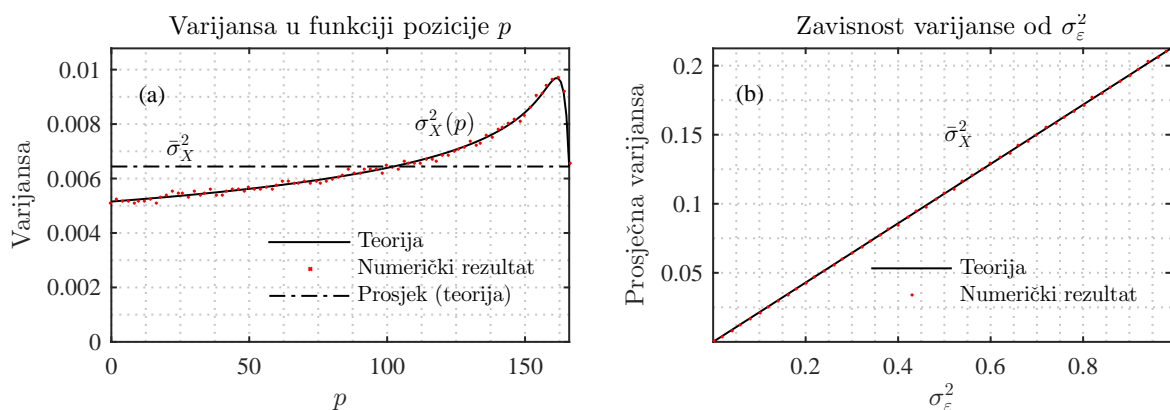 Varijansa u funkciji pozicije p
Varijansa
0.01
0.008
0.006
0.004
0.002
0
(a)
σ̄²_X
σ²_X(p)
Teorija
Numerički rezultat
Prosjek (teorija)
0 50 100 150
p
Zavisnost varijanse od σ²_ε
Prosječna varijansa
0.2
0.15
0.1
0.05
(b)
σ̄²_X
Teorija
Numerički rezultat
0.2 0.4 0.6 0.8
σ²_ε